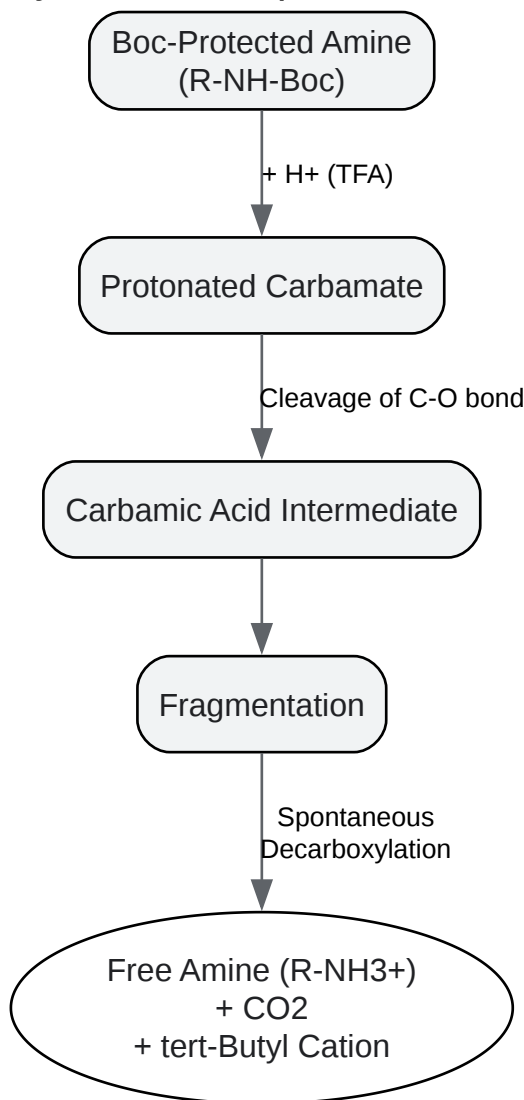 Boc-Protected Amine
(R-NH-Boc)
+ H+ (TFA)
Protonated Carbamate
Cleavage of C-O bond
Carbamic Acid Intermediate
Fragmentation
Spontaneous
Decarboxylation
Free Amine (R-NH3+)
+ CO2
+ tert-Butyl Cation